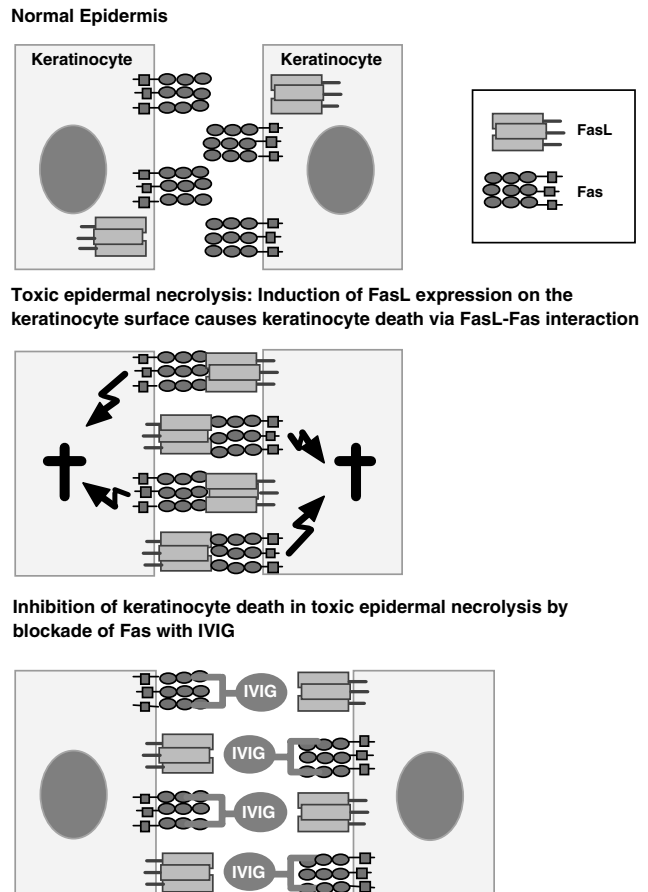 Normal Epidermis
Keratinocyte
Keratinocyte
FasL
Fas
Toxic epidermal necrolysis: Induction of FasL expression on the
keratinocyte surface causes keratinocyte death via FasL-Fas interaction
Inhibition of keratinocyte death in toxic epidermal necrolysis by
blockade of Fas with IVIG
IVIG
IVIG
IVIG
IVIG